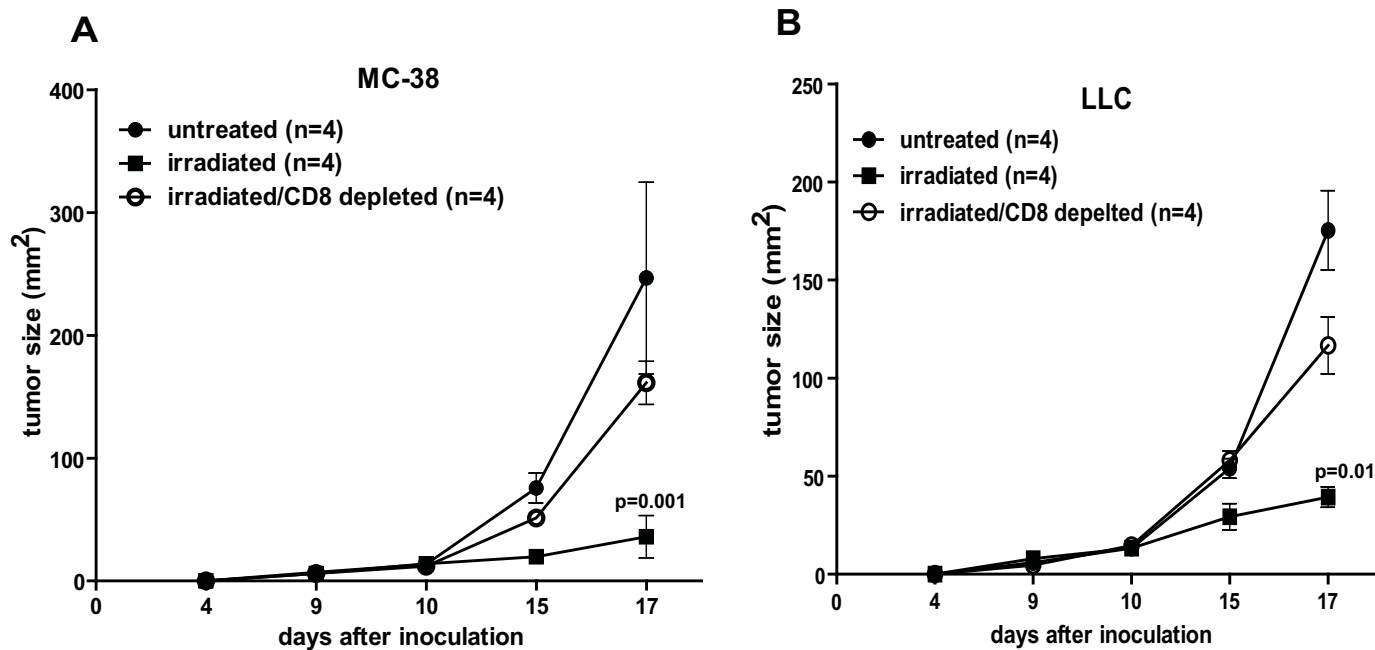 A
MC-38
untreated (n=4)
irradiated (n=4)
irradiated/CD8 depleted (n=4)
tumor size (mm2)
400
300
200
100
0
p=0.001
0 4 9 10 15 17
days after inoculation
B
LLC
untreated (n=4)
irradiated (n=4)
irradiated/CD8 depelted (n=4)
tumor size (mm2)
250
200
150
100
50
0
p=0.01
0 4 9 10 15 17
days after inoculation